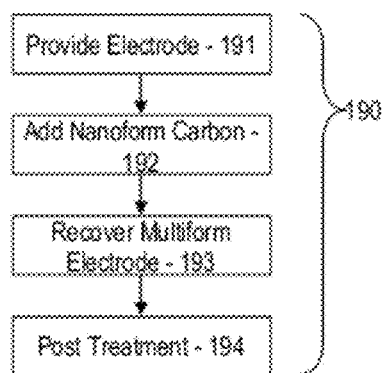 Provide Electrode - 191
190
Add Nanoform Carbon -
192
Recover Multiform
Electrode - 193
Post Treatment - 194